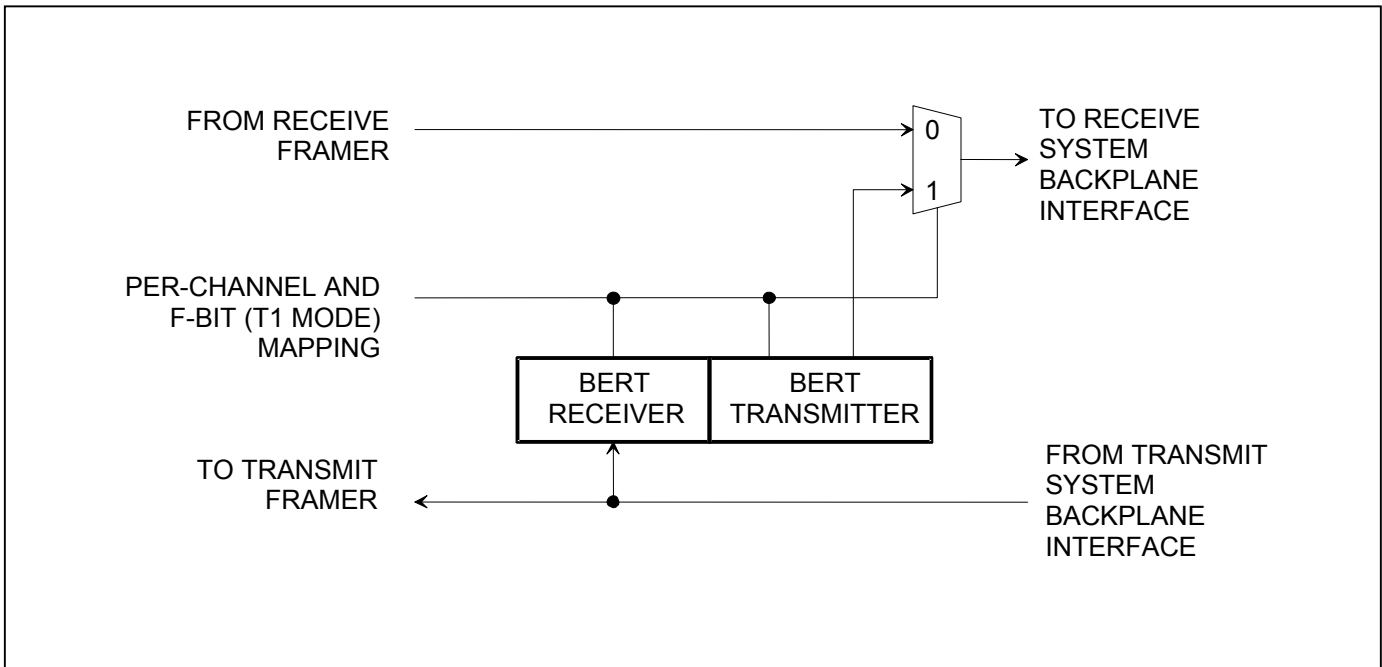 FROM RECEIVE
FRAMER
0
1
TO RECEIVE
SYSTEM
BACKPLANE
INTERFACE
PER-CHANNEL AND
F-BIT (T1 MODE)
MAPPING
BERT
RECEIVER
BERT
TRANSMITTER
TO TRANSMIT
FRAMER
FROM TRANSMIT
SYSTEM
BACKPLANE
INTERFACE